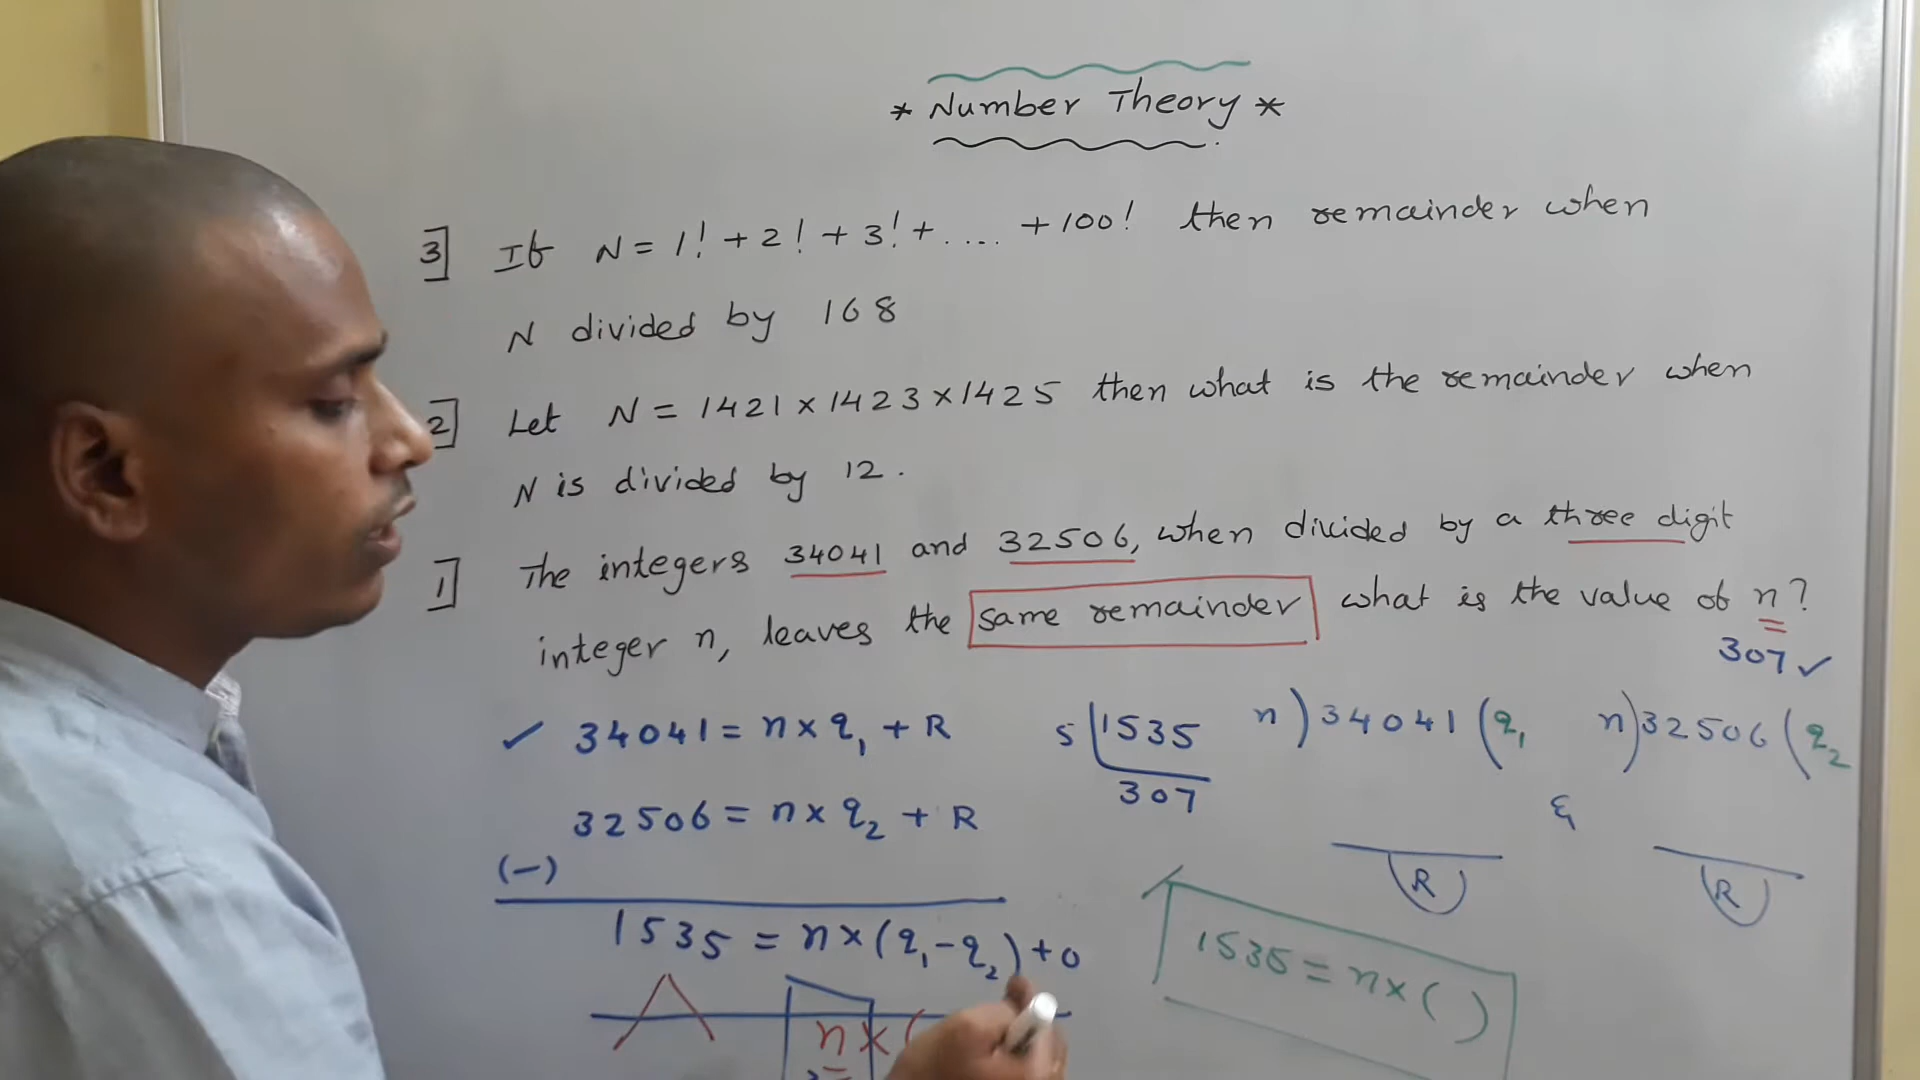 * Number Theory *
3] If N = 1! + 2! + 3! + .... + 100! then remainder when
N divided by 168
2] Let N = 1421 x 1423 x 1425 then what is the remainder when
N is divided by 12.
1] The integers 34041 and 32506, when divided by a three digit
integer n, leaves the same remainder what is the value of n?
307 ✓
✓ 34041 = n x q1 + R
32506 = n x q2 + R
(-)
1535 = n x (q1 - q2) + 0
n x (
5 | 1535
307
n ) 34041 ( q1
R
&
n ) 32506 ( q2
R
1535 = n x ( )